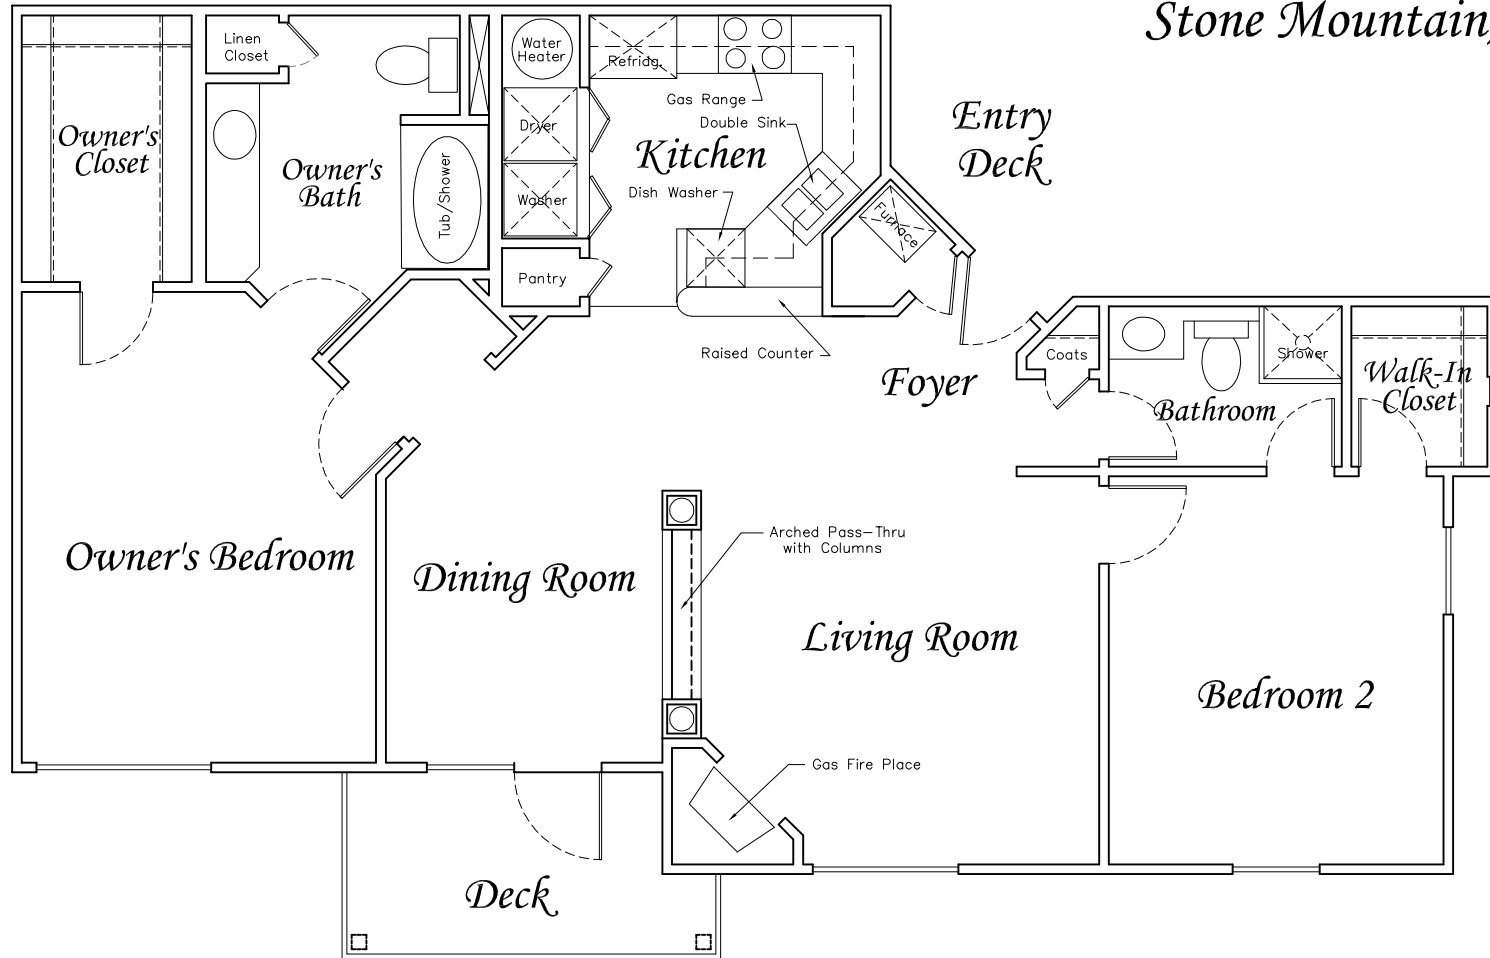 Stone Mountain,
Linen
Closet
Water
Heater
Refridg.
Gas Range
Double Sink
Entry
Deck
Owner's
Closet
Dryer
Kitchen
Owner's
Bath
Tub/Shower
Washer
Dish Washer
Furnace
Pantry
Raised Counter
Coats
Shower
Foyer
Walk-In
Closet
Bathroom
Arched Pass-Thru
with Columns
Owner's Bedroom
Dining Room
Living Room
Bedroom 2
Gas Fire Place
Deck